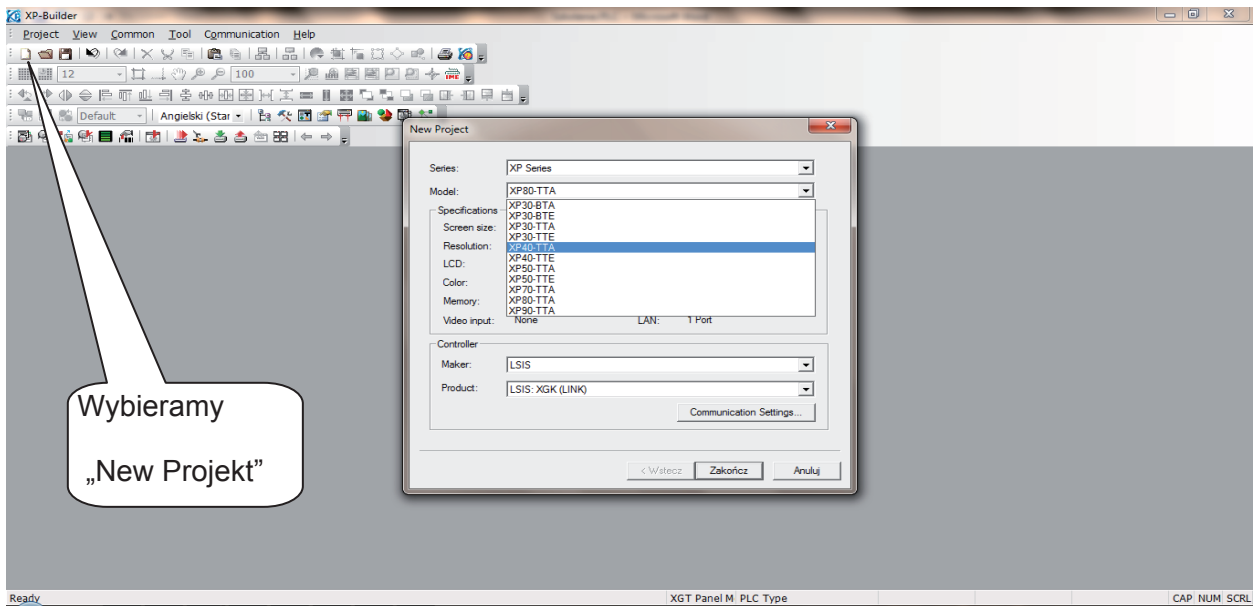 XP-Builder
Project View Common Tool Communication Help
12 100
Default Angielski (Star
New Project
Series: XP Series
Model: XP80-TTA
XP30-BTA
XP30-BTE
XP30-TTA
XP30-TTE
XP40-TTA
XP40-TTE
XP50-TTA
XP50-TTE
XP70-TTA
XP80-TTA
XP90-TTA
Specifications
Screen size:
Resolution:
LCD:
Color:
Memory:
Video input: None LAN: 1 Port
Controller
Maker: LSIS
Product: LSIS: XGK (LINK)
Communication Settings...
< Wstecz Zakończ Anuluj
Wybieramy
„New Projekt”
Ready XGT Panel M PLC Type CAP NUM SCRL